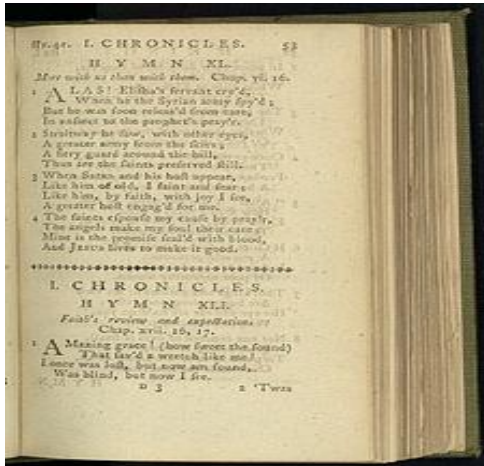 Hy. 41. I. CHRONICLES. 53
HYMN XL.
More with us than with them. Chap. vi. 16.
1 ALAS! Elisha's servant cry'd,
When he the Syrian army spy'd;
But he was soon releas'd from care,
In answer to the prophet's pray'r.
2 Straitway he saw, with other eyes,
A greater army from the skies;
A fiery guard around the hill,
Thus are the saints preserved still.
3 When Satan and his host appear,
Like him of old, I faint and fear;
Like him, by faith, with joy I see,
A greater host engag'd for me.
4 The saints espouse my cause by pray'r,
The angels make my soul their care;
Mine is the promise seal'd with blood,
And JESUS lives to make it good.
I. CHRONICLES.
HYMN XLI.
Faith's review and expectation.
Chap. xvii. 16, 17.
1 AMazing grace! (how sweet the sound)
That sav'd a wretch like me!
I once was lost, but now am found,
Was blind, but now I see.
D 3 2 'Twas